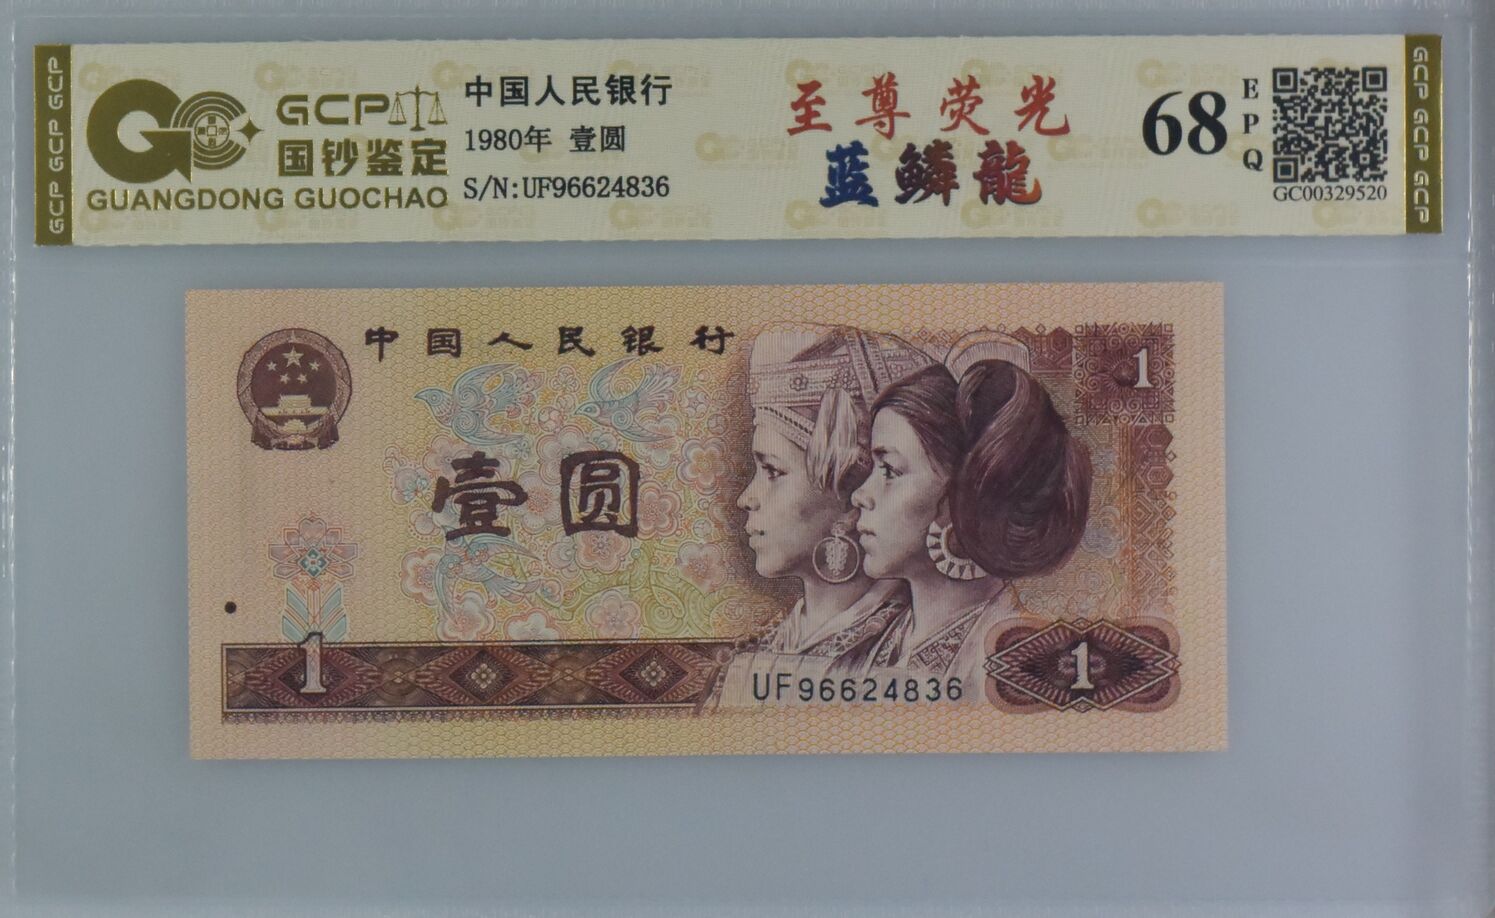 GCP GCP GCP
GCP
国钞鉴定
GUANGDONG GUOCHAO
中国人民银行
1980年 壹圆
S/N:UF96624836
至尊荧光
蓝鳞龍
68
EPQ
GC00329520
GCP GCP GCP
中国人民银行
1
壹圆
1
UF96624836
1